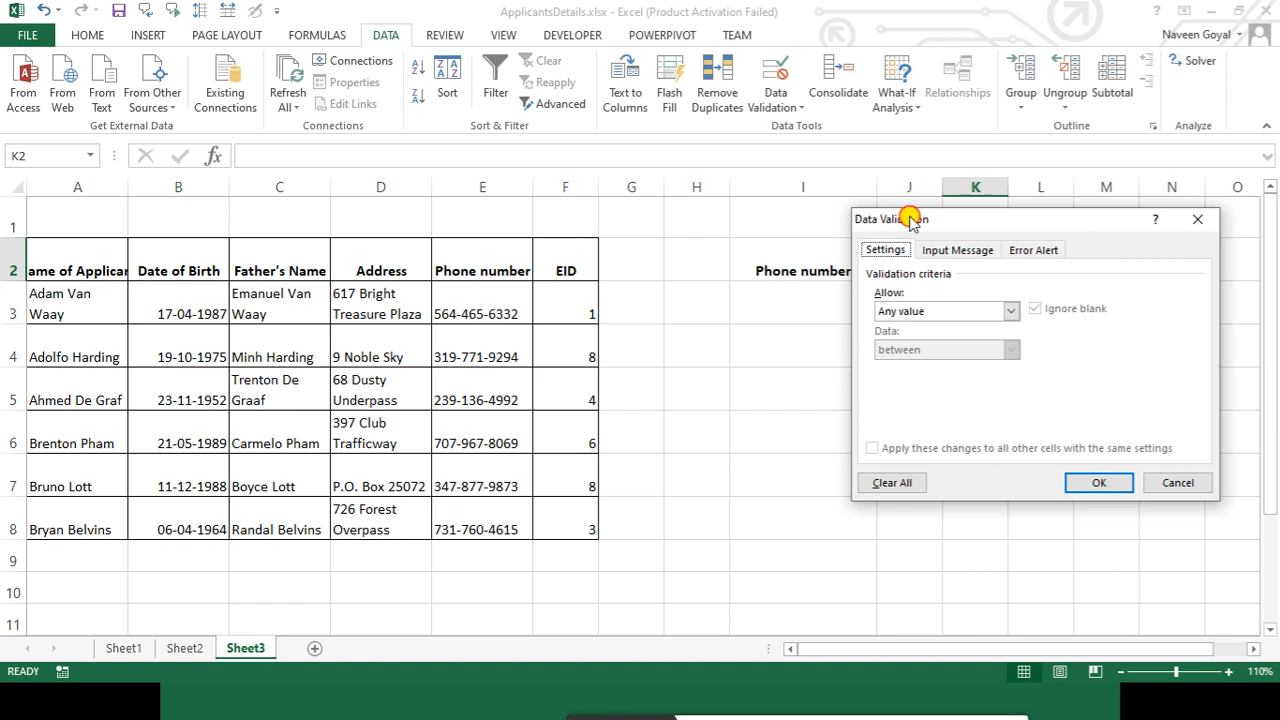 ApplicantsDetails.xlsx - Excel (Product Activation Failed)
FILE HOME INSERT PAGE LAYOUT FORMULAS DATA REVIEW VIEW DEVELOPER POWERPIVOT TEAM Naveen Goyal
From Access
From Web
From Text
From Other Sources
Existing Connections
Get External Data
Refresh All
Connections
Properties
Edit Links
Connections
Sort
Filter
Clear
Reapply
Advanced
Sort & Filter
Text to Columns
Flash Fill
Remove Duplicates
Data Validation
Consolidate
What-If Analysis
Relationships
Data Tools
Group
Ungroup
Subtotal
Outline
Solver
Analyze
K2
A B C D E F G H I J K L M N O
1
2 ame of Applicar Date of Birth Father's Name Address Phone number EID Phone number
3 Adam Van Waay 17-04-1987 Emanuel Van Waay 617 Bright Treasure Plaza 564-465-6332 1
4 Adolfo Harding 19-10-1975 Minh Harding 9 Noble Sky 319-771-9294 8
5 Ahmed De Graf 23-11-1952 Trenton De Graaf 68 Dusty Underpass 239-136-4992 4
6 Brenton Pham 21-05-1989 Carmelo Pham 397 Club Trafficway 707-967-8069 6
7 Bruno Lott 11-12-1988 Boyce Lott P.O. Box 25072 347-877-9873 8
8 Bryan Belvins 06-04-1964 Randal Belvins 726 Forest Overpass 731-760-4615 3
9
10
11
Data Validation
Settings Input Message Error Alert
Validation criteria
Allow:
Any value Ignore blank
Data:
between
Apply these changes to all other cells with the same settings
Clear All OK Cancel
Sheet1 Sheet2 Sheet3
READY 110%